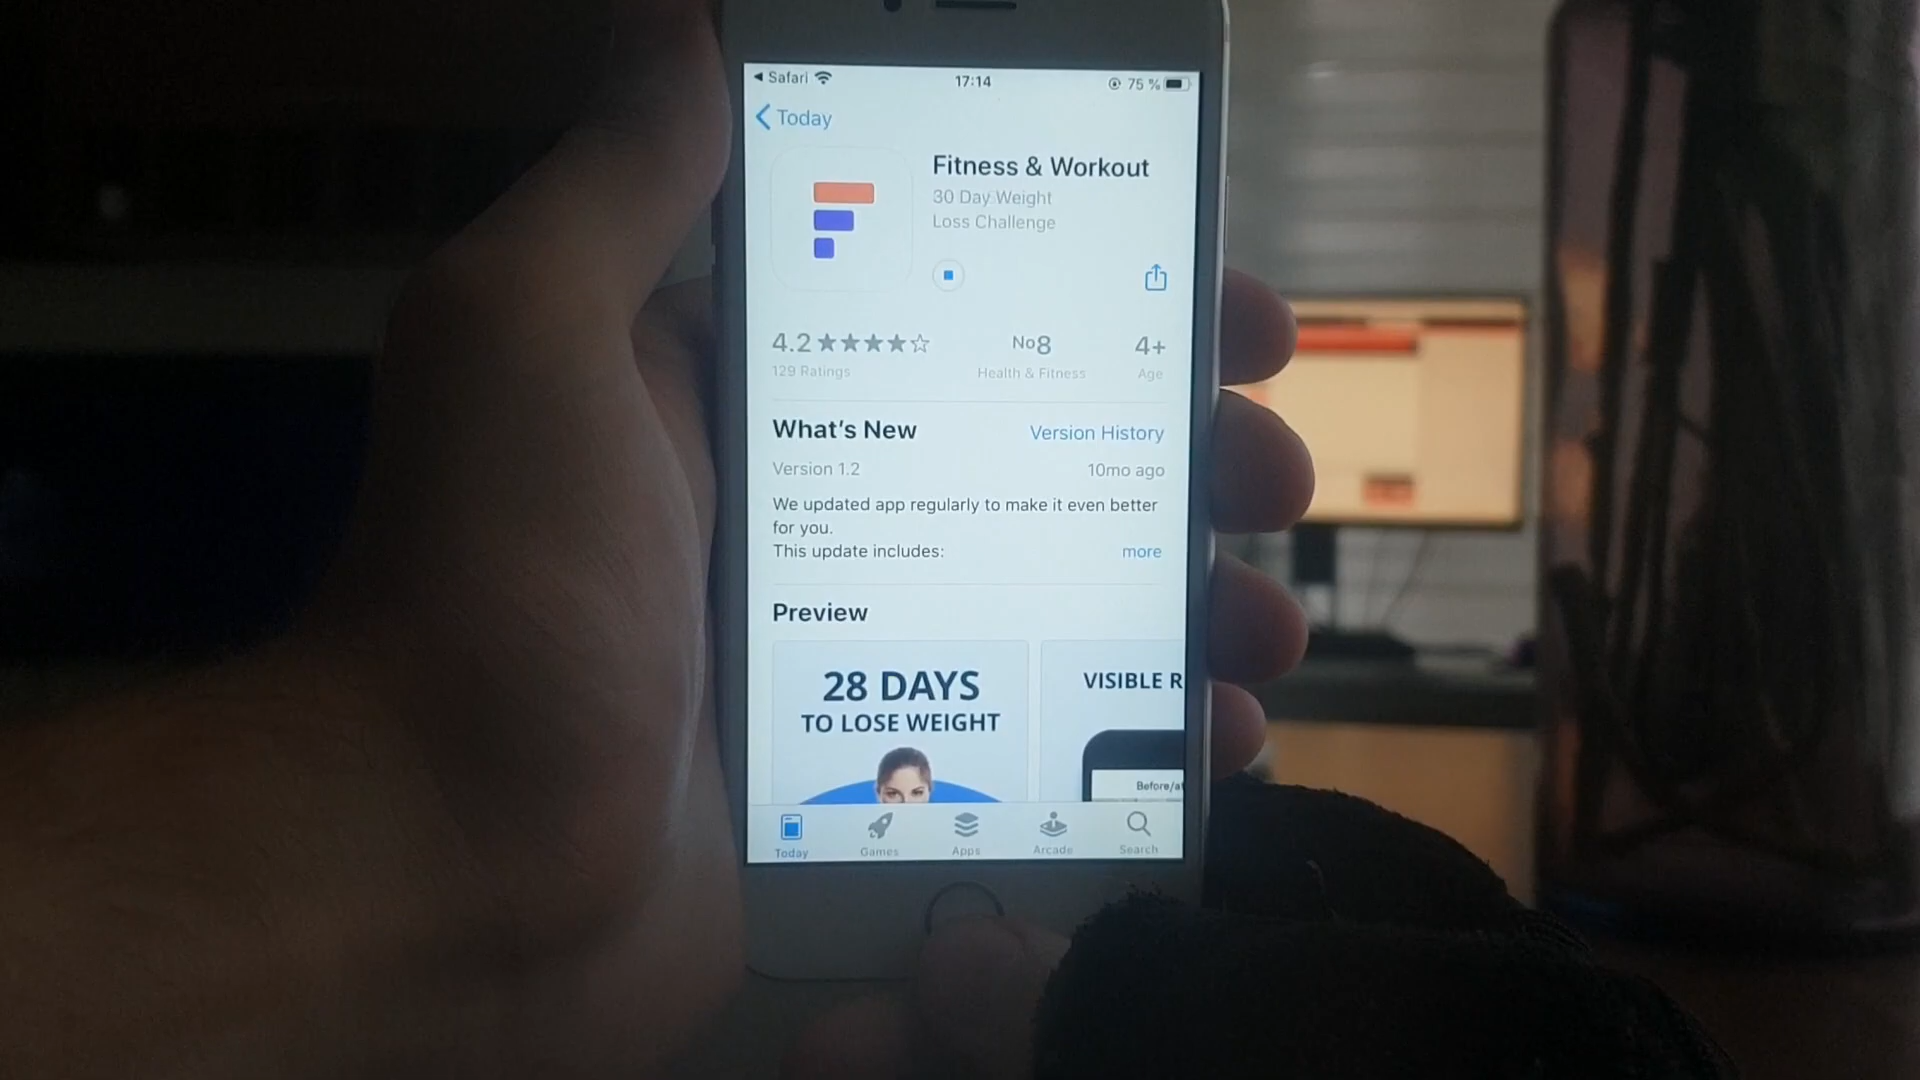 Safari
17:14
75 %
Today
Fitness & Workout
30 Day Weight
Loss Challenge
4.2
No8
4+
129 Ratings
Health & Fitness
Age
What's New
Version History
Version 1.2
10mo ago
We updated app regularly to make it even better
for you.
This update includes:
more
Preview
28 DAYS
TO LOSE WEIGHT
VISIBLE R
Before/a
Today
Games
Apps
Arcade
Search